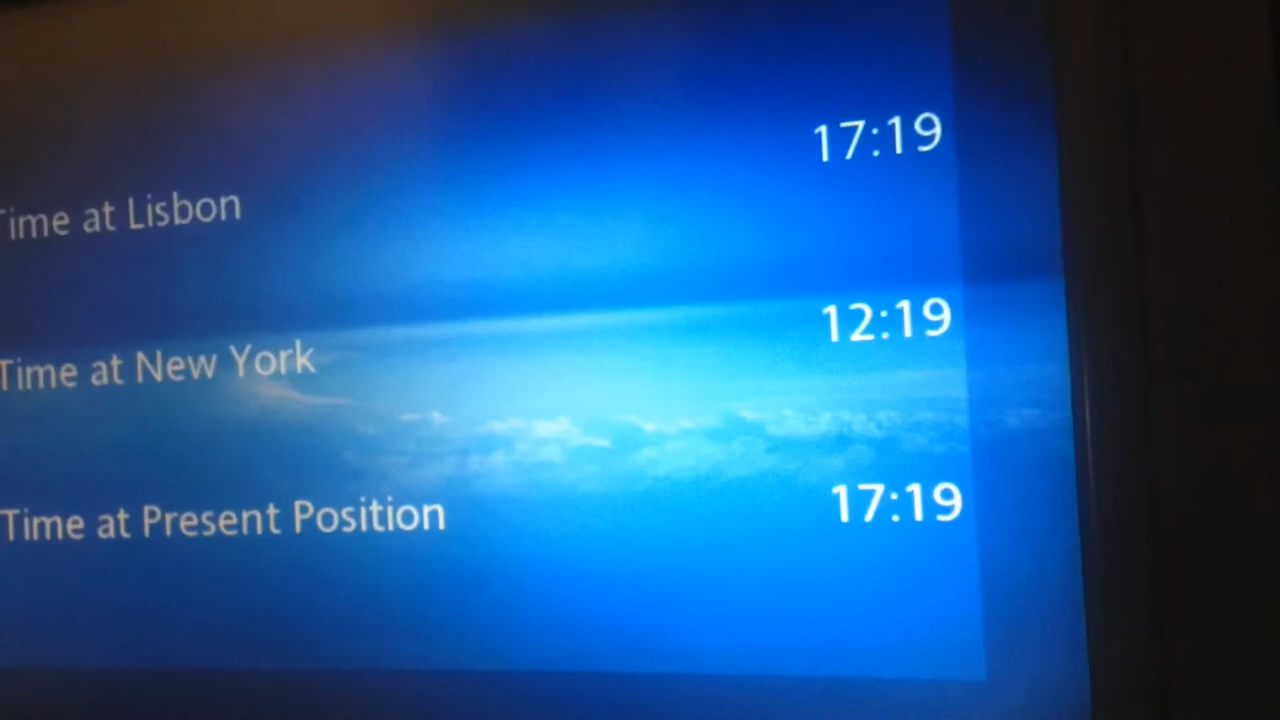 Time at Lisbon 17:19
Time at New York 12:19
Time at Present Position 17:19